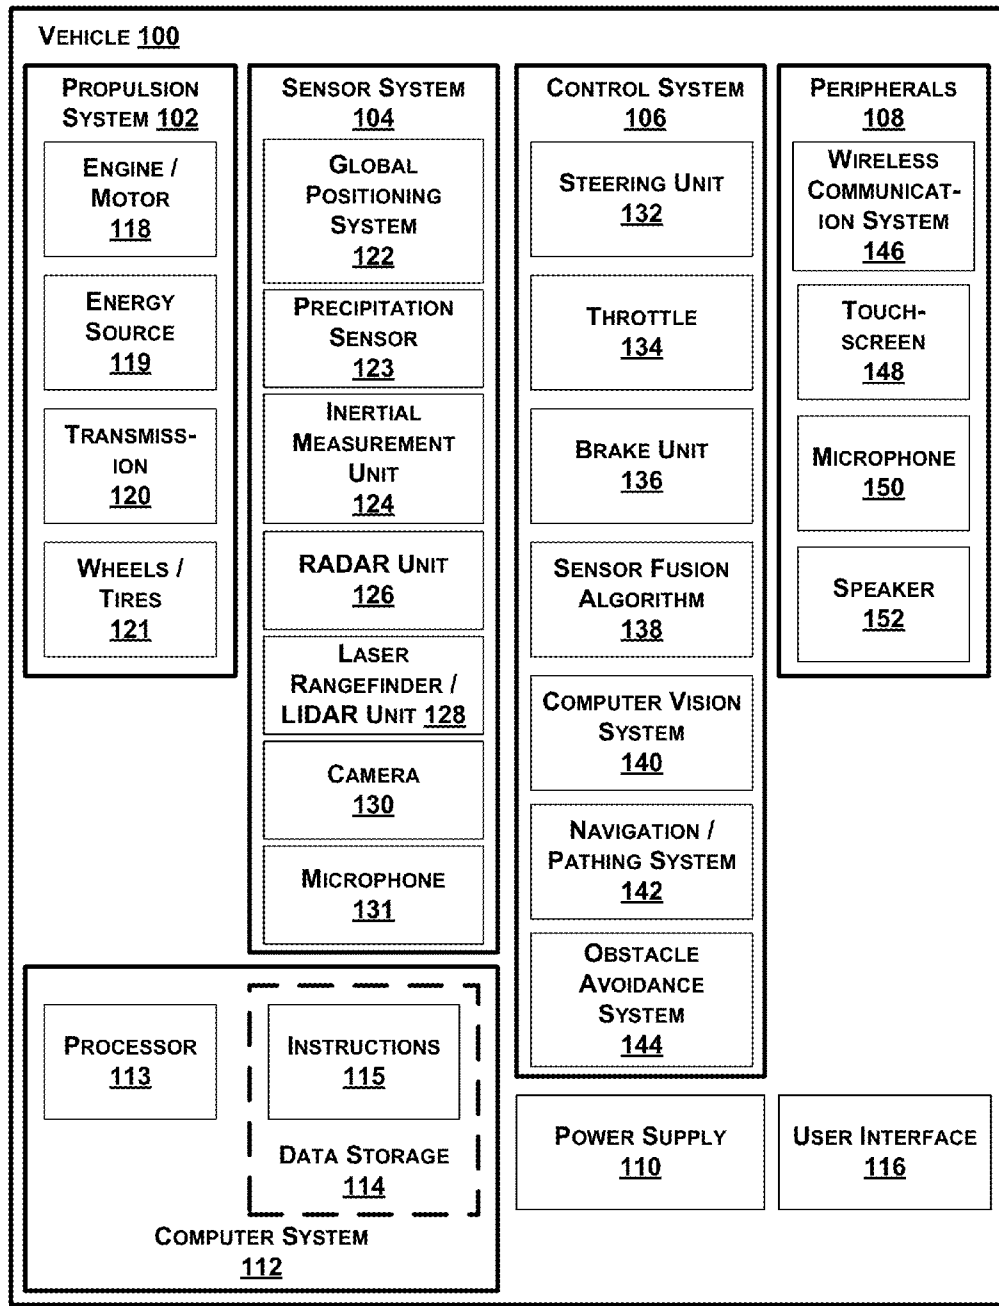 VEHICLE 100
PROPULSION
SYSTEM 102
ENGINE /
MOTOR
118
ENERGY
SOURCE
119
TRANSMISS-
ION
120
WHEELS /
TIRES
121
SENSOR SYSTEM
104
GLOBAL
POSITIONING
SYSTEM
122
PRECIPITATION
SENSOR
123
INERTIAL
MEASUREMENT
UNIT
124
RADAR UNIT
126
LASER
RANGEFINDER /
LIDAR UNIT 128
CAMERA
130
MICROPHONE
131
CONTROL SYSTEM
106
STEERING UNIT
132
THROTTLE
134
BRAKE UNIT
136
SENSOR FUSION
ALGORITHM
138
COMPUTER VISION
SYSTEM
140
NAVIGATION /
PATHING SYSTEM
142
OBSTACLE
AVOIDANCE
SYSTEM
144
PERIPHERALS
108
WIRELESS
COMMUNICAT-
ION SYSTEM
146
TOUCH-
SCREEN
148
MICROPHONE
150
SPEAKER
152
PROCESSOR
113
INSTRUCTIONS
115
DATA STORAGE
114
COMPUTER SYSTEM
112
POWER SUPPLY
110
USER INTERFACE
116